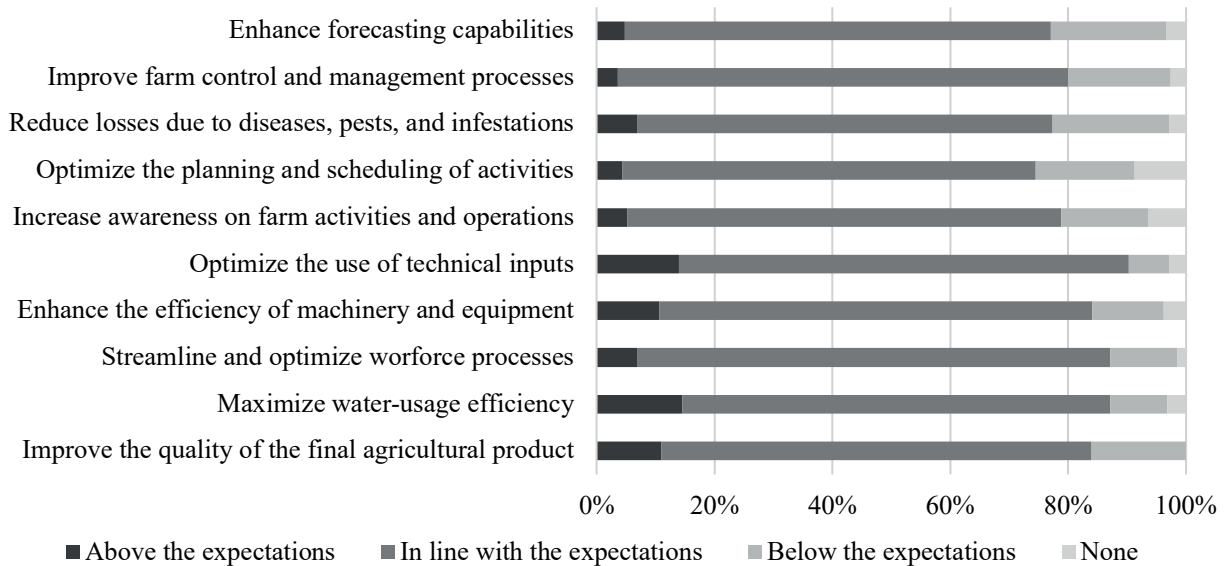 Enhance forecasting capabilities
Improve farm control and management processes
Reduce losses due to diseases, pests, and infestations
Optimize the planning and scheduling of activities
Increase awareness on farm activities and operations
Optimize the use of technical inputs
Enhance the efficiency of machinery and equipment
Streamline and optimize worforce processes
Maximize water-usage efficiency
Improve the quality of the final agricultural product
0% 20% 40% 60% 80% 100%
Above the expectations In line with the expectations Below the expectations None